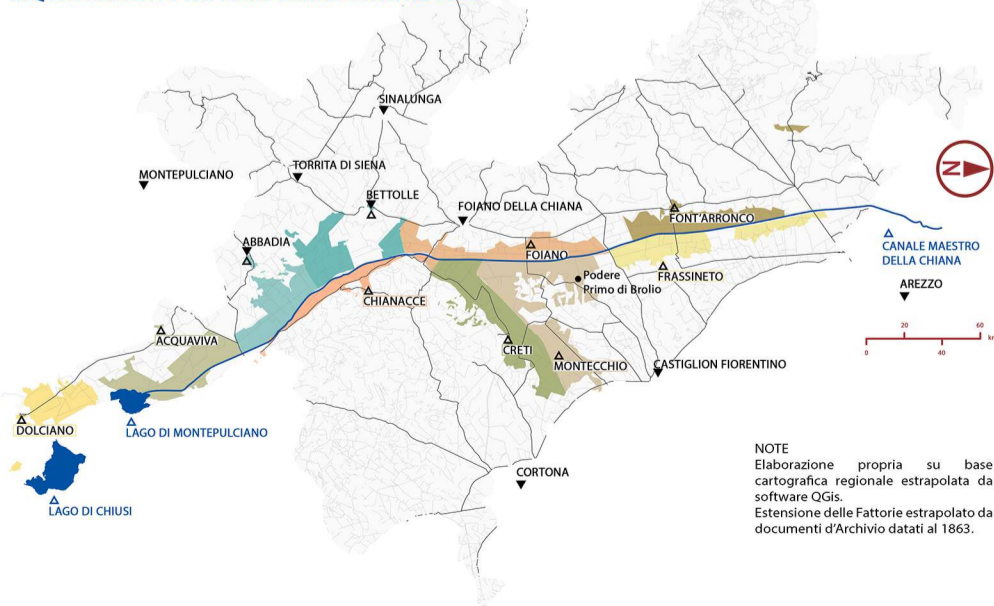 SINALUNGA
MONTEPULCIANO
TORRITA DI SIENA
BETTOLLE
FOIANO DELLA CHIANA
FONT'ARRONCO
N
CANALE MAESTRO
DELLA CHIANA
ABBADIA
FOIANO
FRASSINETO
Podere
Primo di Brolio
AREZZO
CHIANACCE
20
60
km
0
40
ACQUAVIVA
CRETI
MONTECCHIO
CASTIGLION FIORENTINO
DOLCIANO
LAGO DI MONTEPULCIANO
LAGO DI CHIUSI
CORTONA
NOTE
Elaborazione propria su base
cartografica regionale estrapolata da
software QGis.
Estensione delle Fattorie estrapolato da
documenti d'Archivio datati al 1863.